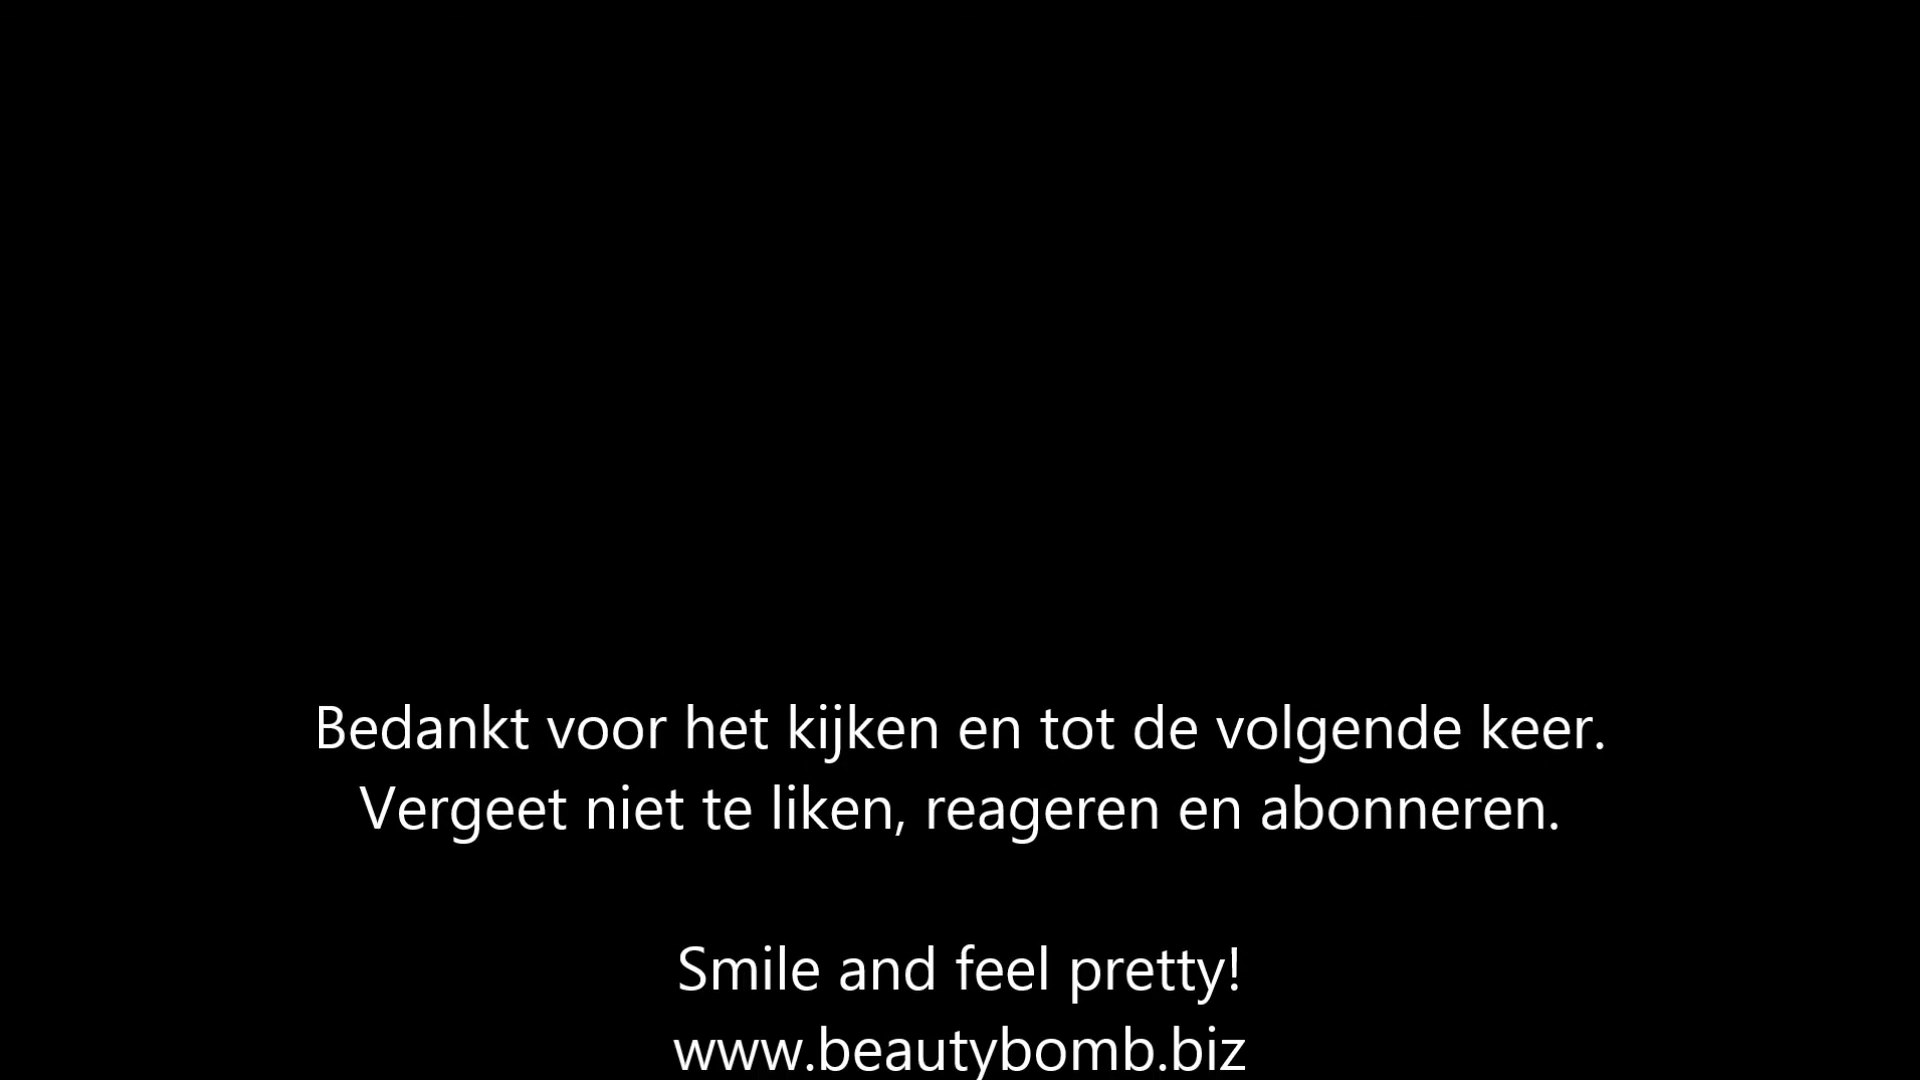 Bedankt voor het kijken en tot de volgende keer.
Vergeet niet te liken, reageren en abonneren.
Smile and feel pretty!
www.beautybomb.biz